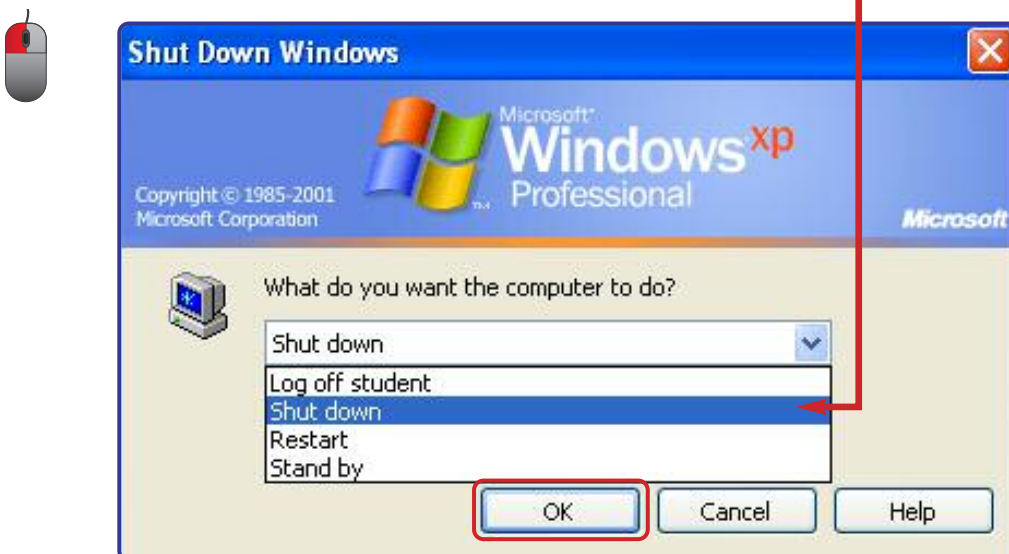 Shut Down Windows
Microsoft®
Windows xp
Professional
Copyright © 1985-2001
Microsoft Corporation
Microsoft
What do you want the computer to do?
Shut down
Log off student
Shut down
Restart
Stand by
OK
Cancel
Help